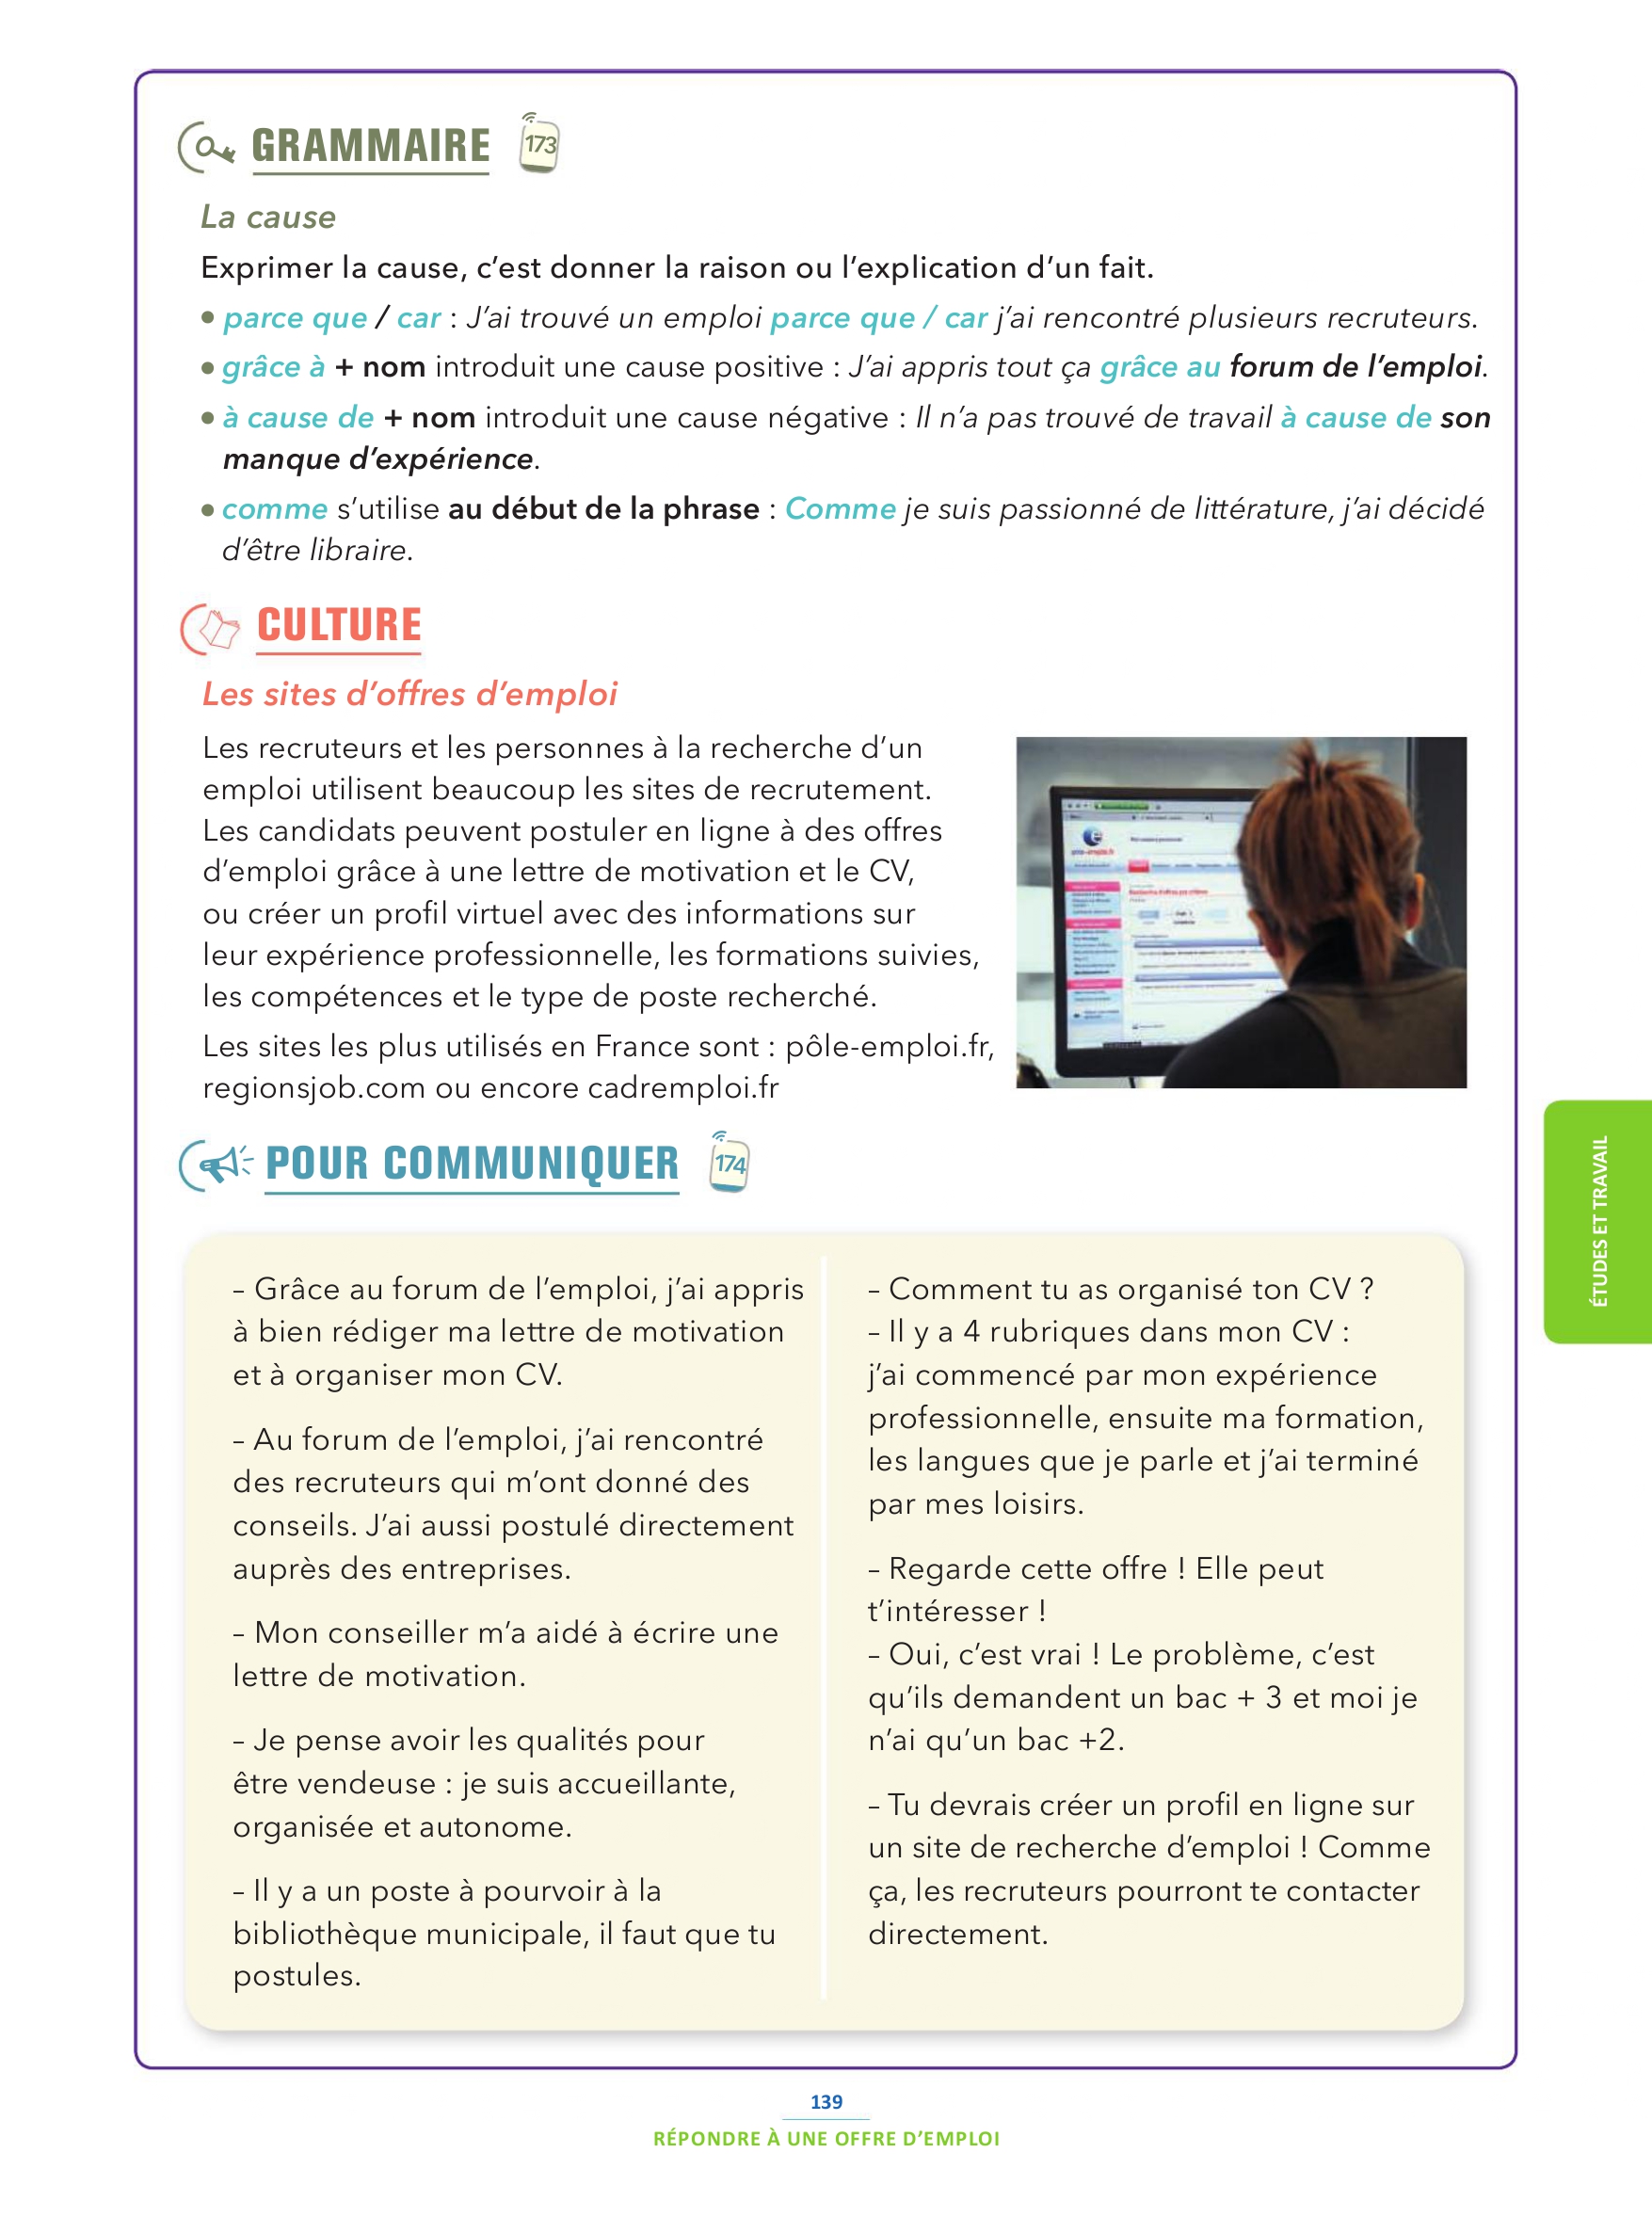 GRAMMAIRE 173
La cause
Exprimer la cause, c’est donner la raison ou l’explication d’un fait.
• parce que / car : J’ai trouvé un emploi parce que / car j’ai rencontré plusieurs recruteurs.
• grâce à + nom introduit une cause positive : J’ai appris tout ça grâce au forum de l’emploi.
• à cause de + nom introduit une cause négative : Il n’a pas trouvé de travail à cause de son
manque d’expérience.
• comme s’utilise au début de la phrase : Comme je suis passionné de littérature, j’ai décidé
d’être libraire.
CULTURE
Les sites d’offres d’emploi
Les recruteurs et les personnes à la recherche d’un
emploi utilisent beaucoup les sites de recrutement.
Les candidats peuvent postuler en ligne à des offres
d’emploi grâce à une lettre de motivation et le CV,
ou créer un profil virtuel avec des informations sur
leur expérience professionnelle, les formations suivies,
les compétences et le type de poste recherché.
Les sites les plus utilisés en France sont : pôle-emploi.fr,
regionsjob.com ou encore cadremploi.fr
POUR COMMUNIQUER 174
– Grâce au forum de l’emploi, j’ai appris
à bien rédiger ma lettre de motivation
et à organiser mon CV.
– Au forum de l’emploi, j’ai rencontré
des recruteurs qui m’ont donné des
conseils. J’ai aussi postulé directement
auprès des entreprises.
– Mon conseiller m’a aidé à écrire une
lettre de motivation.
– Je pense avoir les qualités pour
être vendeuse : je suis accueillante,
organisée et autonome.
– Il y a un poste à pourvoir à la
bibliothèque municipale, il faut que tu
postules.
– Comment tu as organisé ton CV ?
– Il y a 4 rubriques dans mon CV :
j’ai commencé par mon expérience
professionnelle, ensuite ma formation,
les langues que je parle et j’ai terminé
par mes loisirs.
– Regarde cette offre ! Elle peut
t’intéresser !
– Oui, c’est vrai ! Le problème, c’est
qu’ils demandent un bac + 3 et moi je
n’ai qu’un bac +2.
– Tu devrais créer un profil en ligne sur
un site de recherche d’emploi ! Comme
ça, les recruteurs pourront te contacter
directement.
ÉTUDES ET TRAVAIL
139
RÉPONDRE À UNE OFFRE D’EMPLOI